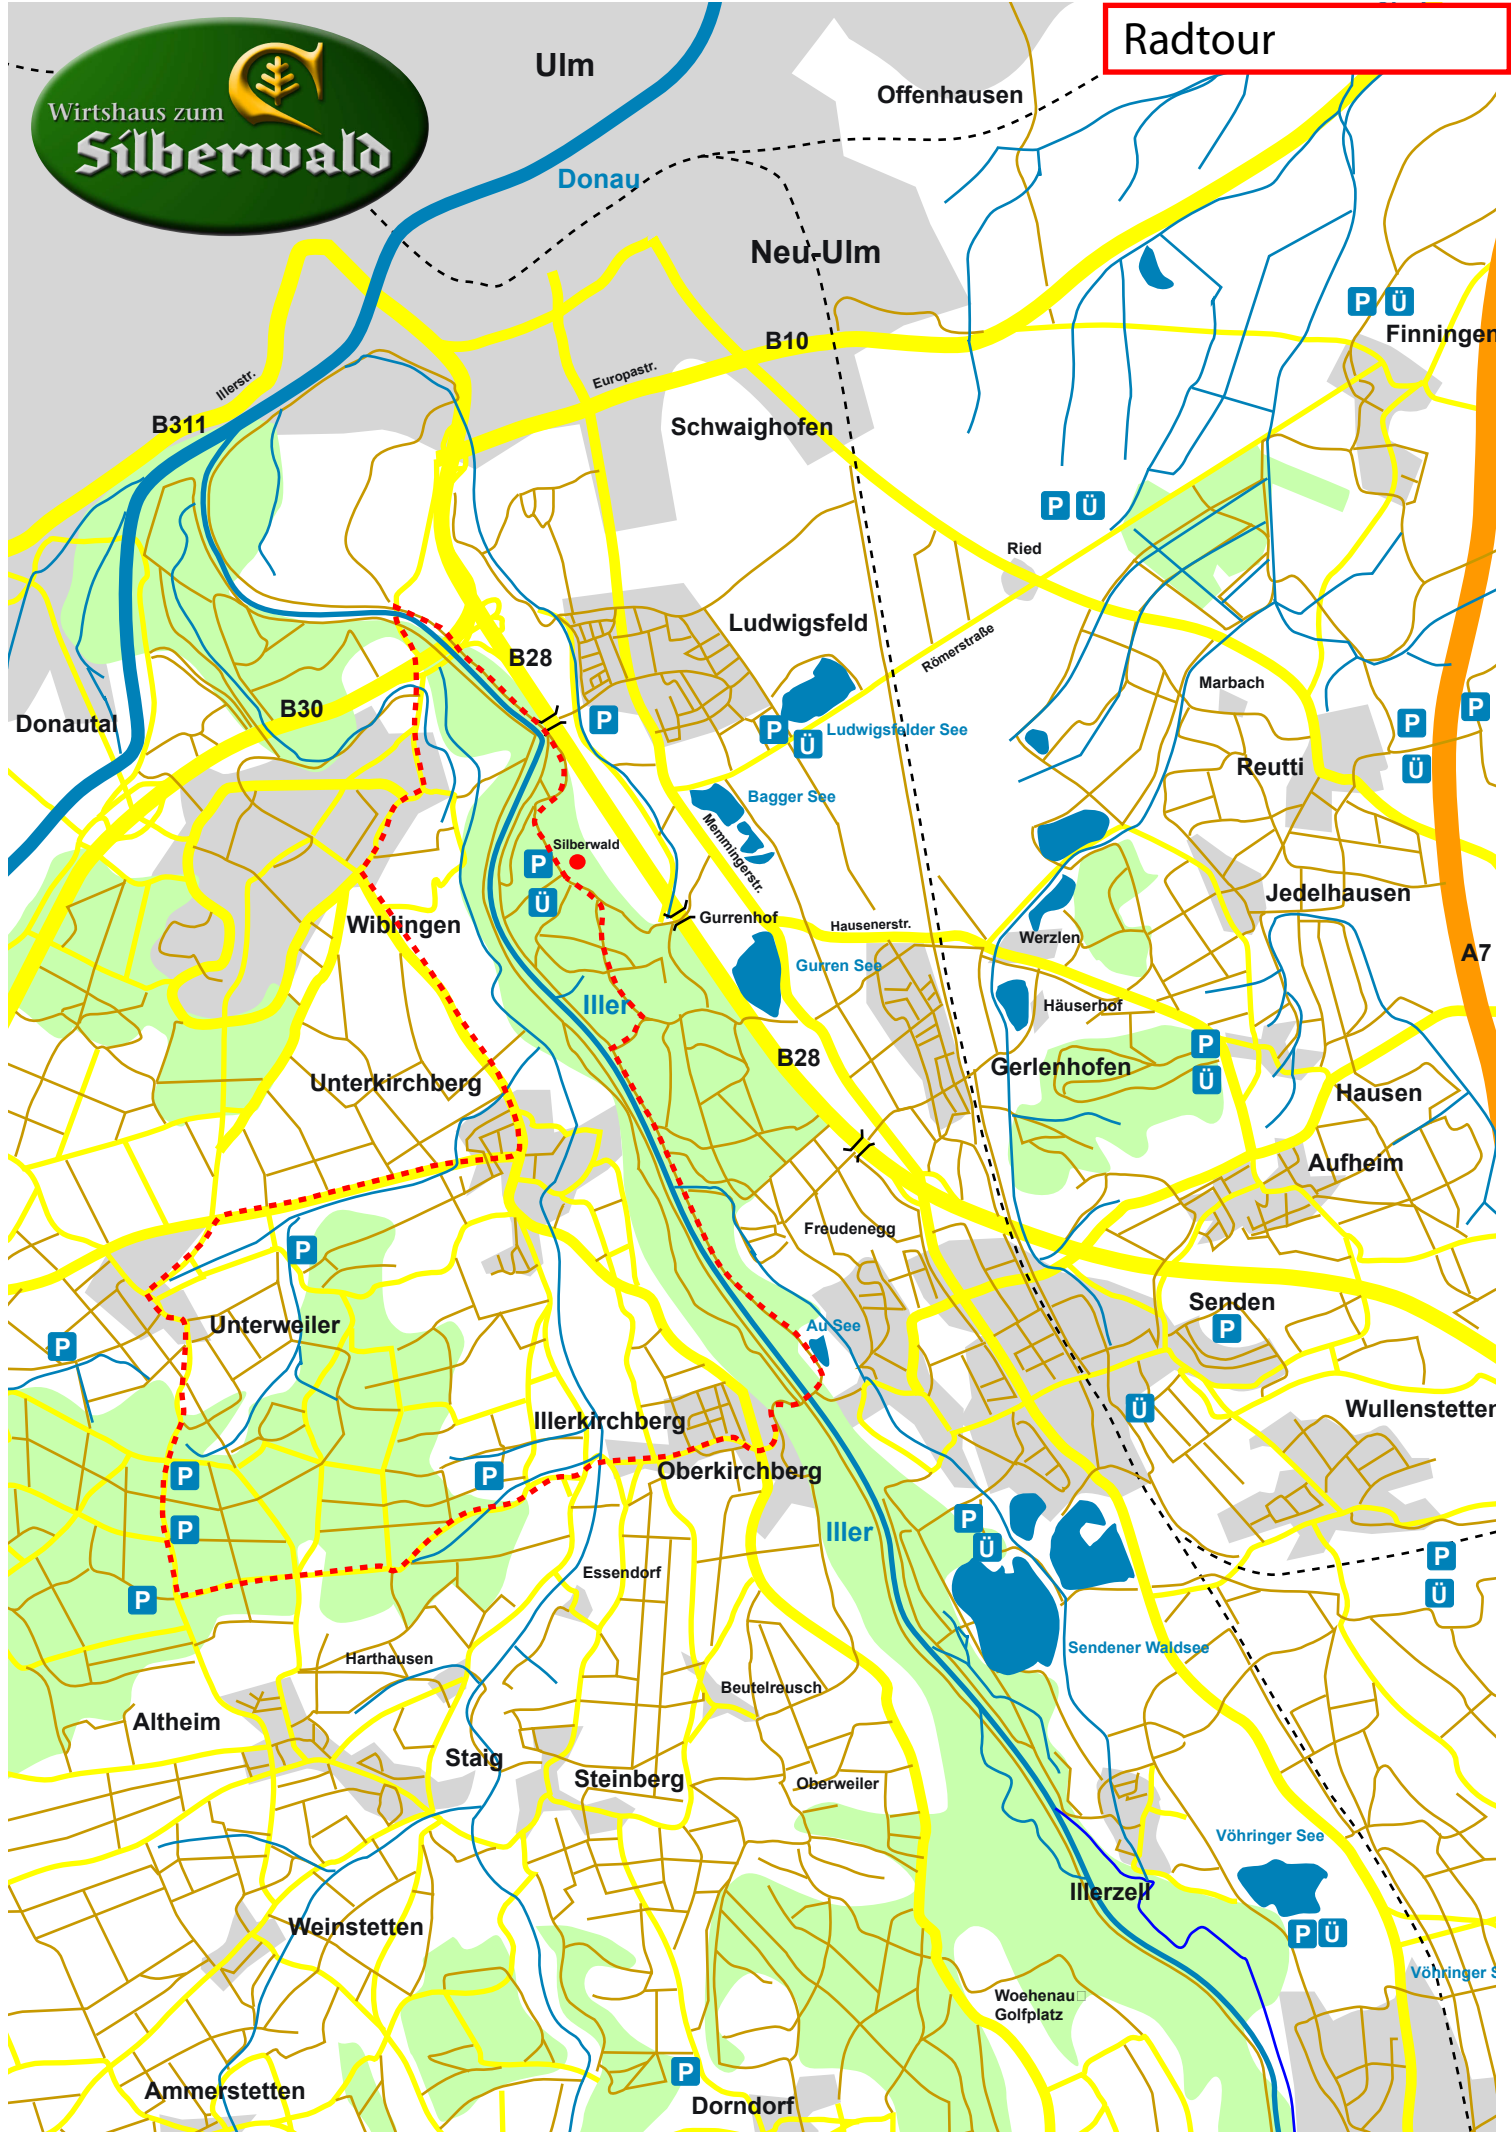 Radtour
Wirtshaus zum
Silberwald
Ulm
Offenhausen
Donau
Neu-Ulm
P Ü
Finningen
B10
Europastr.
Illerstr.
B311
Schwaighofen
P Ü
Ried
Ludwigsfeld
Römerstraße
B28
Marbach
B30
Donautal
P
P
Ü
Ludwigsfelder See
P
P
Ü
Reutti
Bagger See
Memmingerstr.
Silberwald
P
Ü
Jedelhausen
Wiblingen
Gurrenhof
Hausenerstr.
Werzlen
A7
Gurren See
Iller
Häuserhof
B28
Gerlenhofen
P
Ü
Unterkirchberg
Hausen
Aufheim
Freudenegg
P
Senden
P
Unterweiler
Au See
P
Ü
Wullenstetten
Illerkirchberg
Oberkirchberg
P
P
P
Iller
P
Ü
P
Ü
Essendorf
P
Sendener Waldsee
Harthausen
Beutelreusch
Altheim
Staig
Steinberg
Oberweiler
Vöhringer See
Illerzell
Weinstetten
P Ü
Vöhringer S
Woehenau
Golfplatz
P
Ammerstetten
Dorndorf